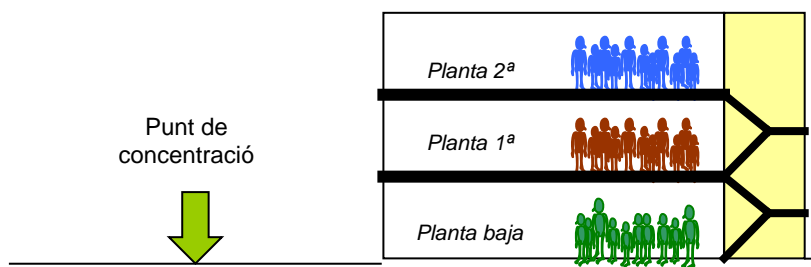 Planta 2ª
Punt de
concentració
Planta 1ª
Planta baja